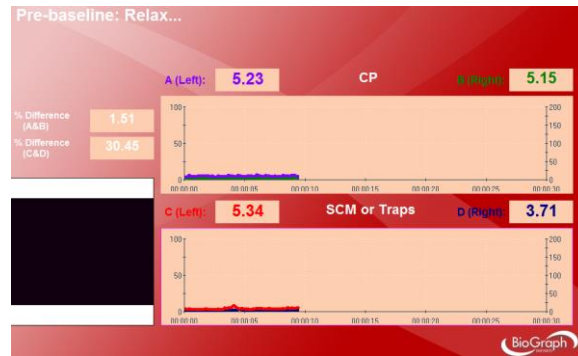 Pre-baseline: Relax...
A (Left): 5.23 CP B (Right): 5.15
% Difference
(A&B)
1.51
% Difference
(C&D)
30.45
100 200
150
50 100
50
0 0
00:00:00 00:00:05 00:00:10 00:00:15 00:00:20 00:00:25 00:00:30
C (Left): 5.34 SCM or Traps D (Right): 3.71
100 200
150
50 100
50
0 0
00:00:00 00:00:05 00:00:10 00:00:15 00:00:20 00:00:25 00:00:30
BioGraph